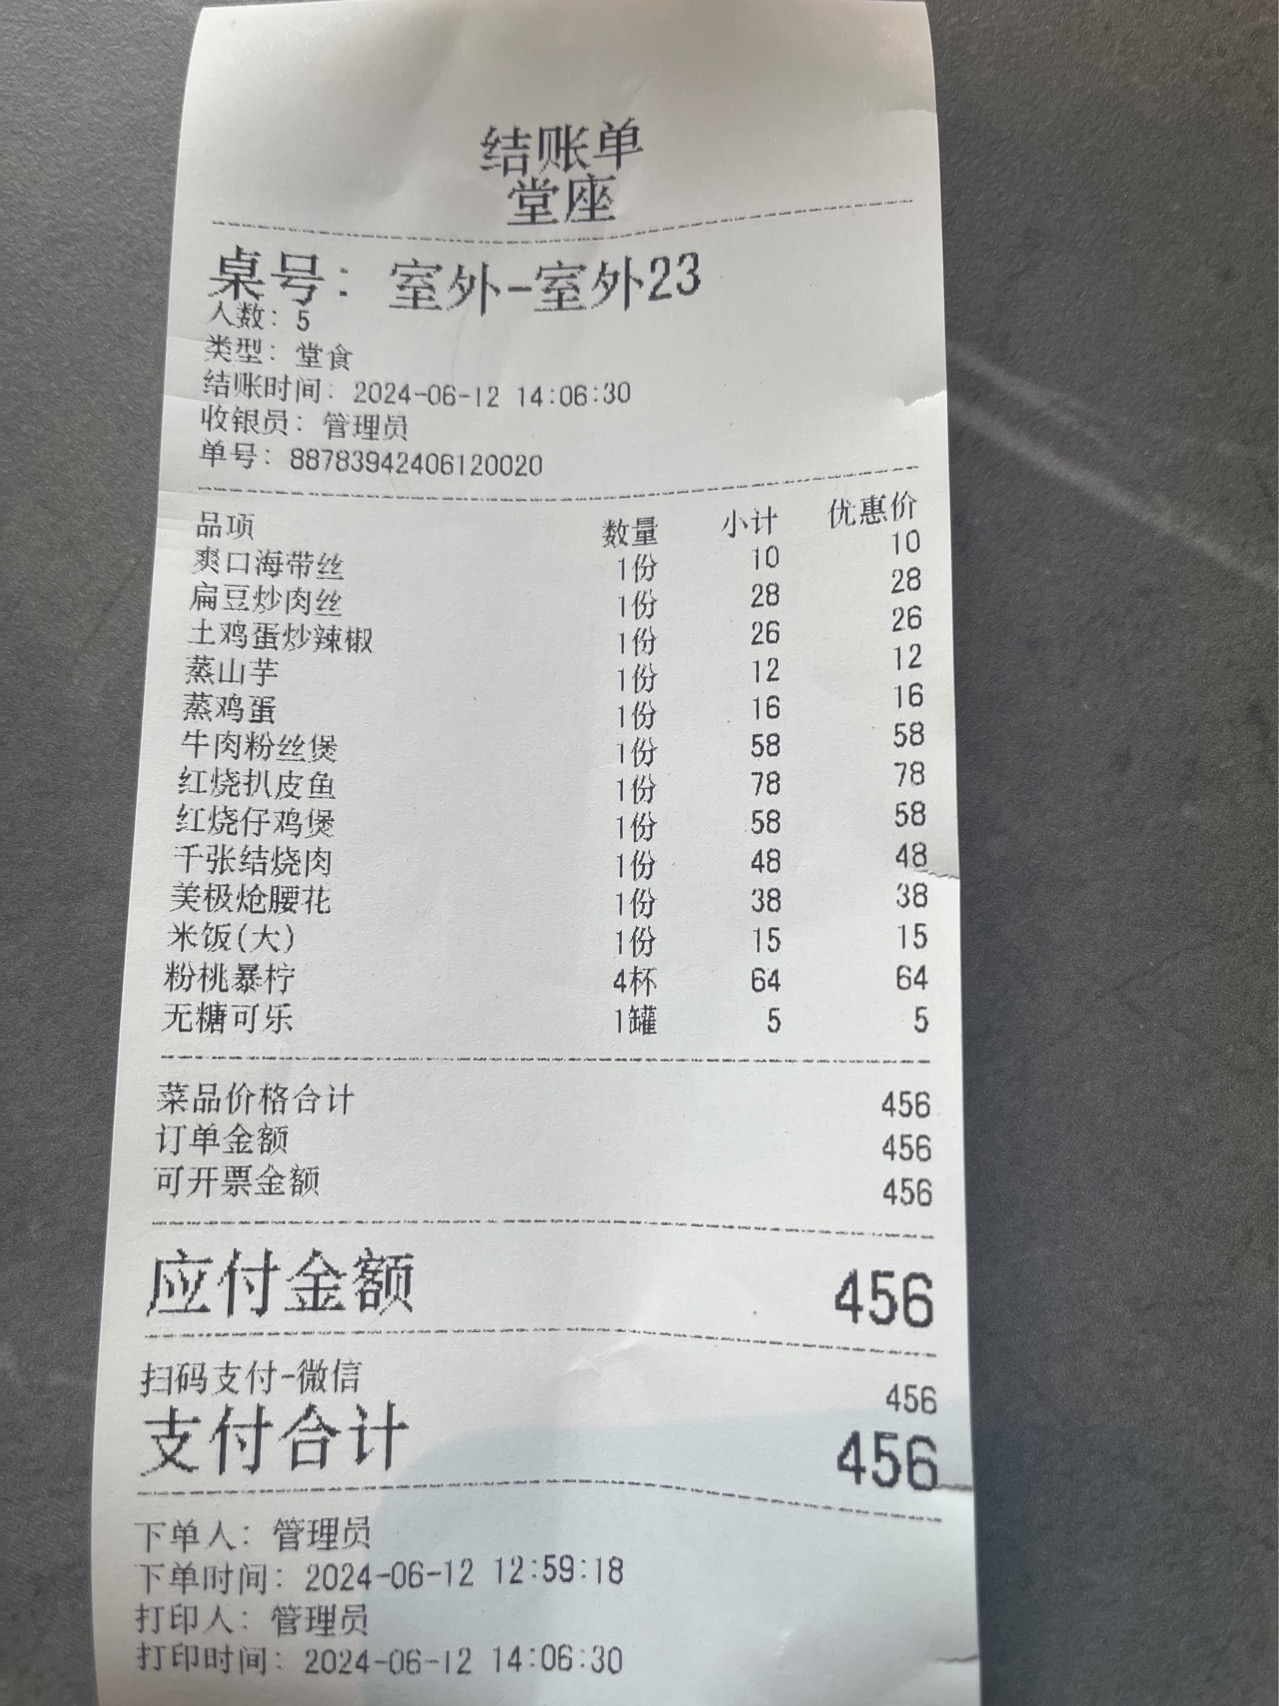 结账单
堂座
桌号: 室外-室外23
人数: 5
类型: 堂食
结账时间: 2024-06-12 14:06:30
收银员: 管理员
单号: 88783942406120020
品项 数量 小计 优惠价
爽口海带丝 1份 10 10
扁豆炒肉丝 1份 28 28
土鸡蛋炒辣椒 1份 26 26
蒸山芋 1份 12 12
蒸鸡蛋 1份 16 16
牛肉粉丝煲 1份 58 58
红烧扒皮鱼 1份 78 78
红烧仔鸡煲 1份 58 58
千张结烧肉 1份 48 48
美极炝腰花 1份 38 38
米饭(大) 1份 15 15
粉桃暴柠 4杯 64 64
无糖可乐 1罐 5 5
菜品价格合计 456
订单金额 456
可开票金额 456
应付金额 456
扫码支付-微信 456
支付合计 456
下单人: 管理员
下单时间: 2024-06-12 12:59:18
打印人: 管理员
打印时间: 2024-06-12 14:06:30